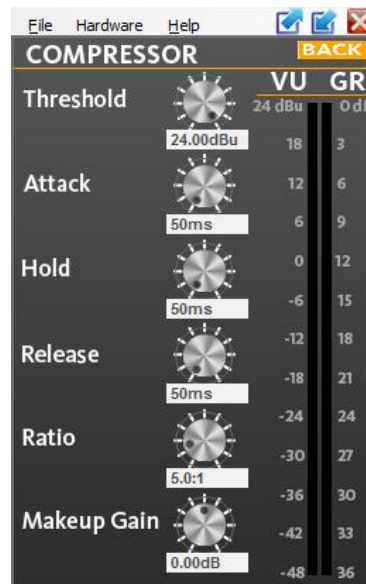 File Hardware Help
COMPRESSOR BACK
VU GR
Threshold
24 dBu 0 d
24.00dBu
18 3
Attack
12 6
50ms
6 9
Hold
0 12
-6 15
50ms
-12 18
Release
-18 21
50ms
-24 24
Ratio
-30 27
5.0:1
-36 30
Makeup Gain
-42 33
0.00dB
-48 36